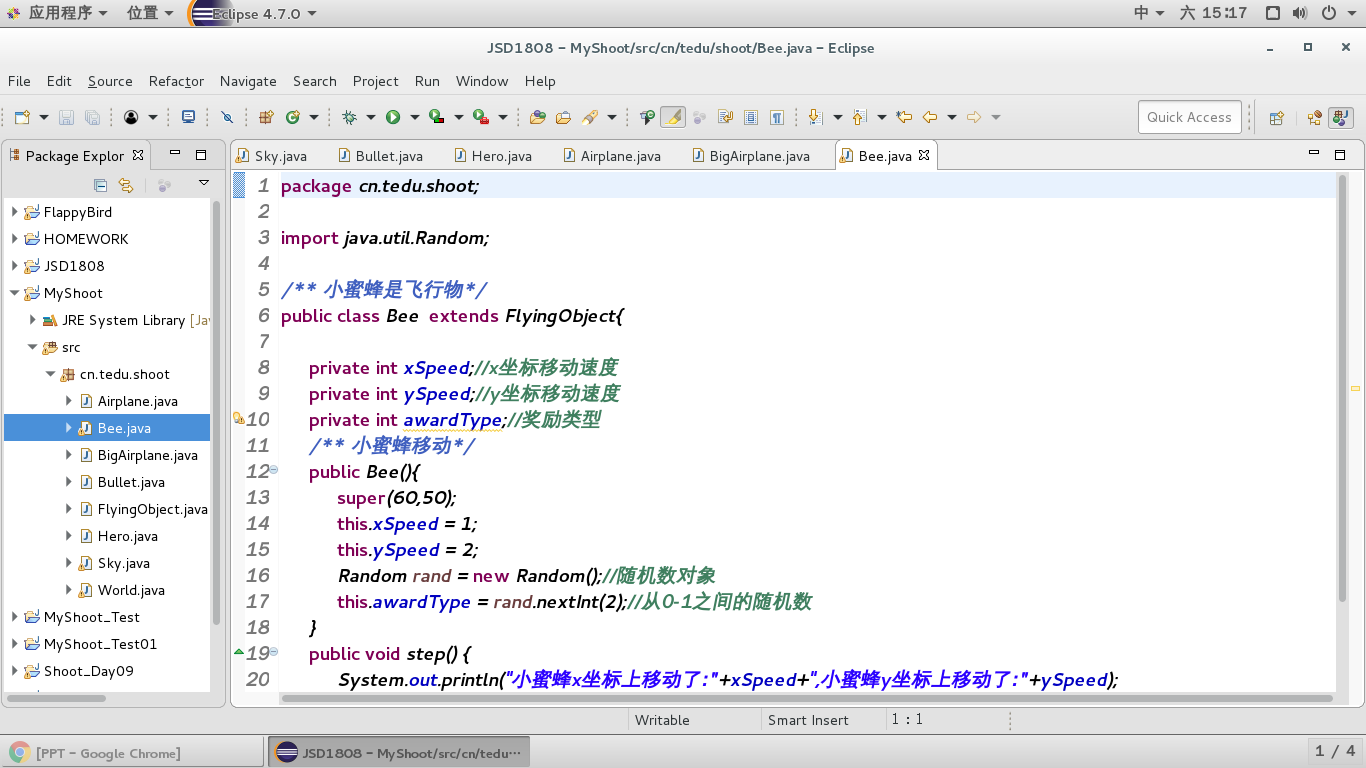 应用程序 位置 Eclipse 4.7.0 中 六 15:17
JSD1808 - MyShoot/src/cn/tedu/shoot/Bee.java - Eclipse
File Edit Source Refactor Navigate Search Project Run Window Help
Quick Access
Package Explor Sky.java Bullet.java Hero.java Airplane.java BigAirplane.java Bee.java
FlappyBird
HOMEWORK
JSD1808
MyShoot
JRE System Library [Jav
src
cn.tedu.shoot
Airplane.java
Bee.java
BigAirplane.java
Bullet.java
FlyingObject.java
Hero.java
Sky.java
World.java
MyShoot_Test
MyShoot_Test01
Shoot_Day09
1 package cn.tedu.shoot;
2
3 import java.util.Random;
4
5 /** 小蜜蜂是飞行物*/
6 public class Bee  extends FlyingObject{
7
8 private int xSpeed;//x坐标移动速度
9 private int ySpeed;//y坐标移动速度
10 private int awardType;//奖励类型
11 /** 小蜜蜂移动*/
12 public Bee(){
13 super(60,50);
14 this.xSpeed = 1;
15 this.ySpeed = 2;
16 Random rand = new Random();//随机数对象
17 this.awardType = rand.nextInt(2);//从0-1之间的随机数
18 }
19 public void step() {
20 System.out.println("小蜜蜂x坐标上移动了:"+xSpeed+",小蜜蜂y坐标上移动了:"+ySpeed);
Writable Smart Insert 1 : 1
[PPT - Google Chrome] JSD1808 - MyShoot/src/cn/tedu… 1 / 4